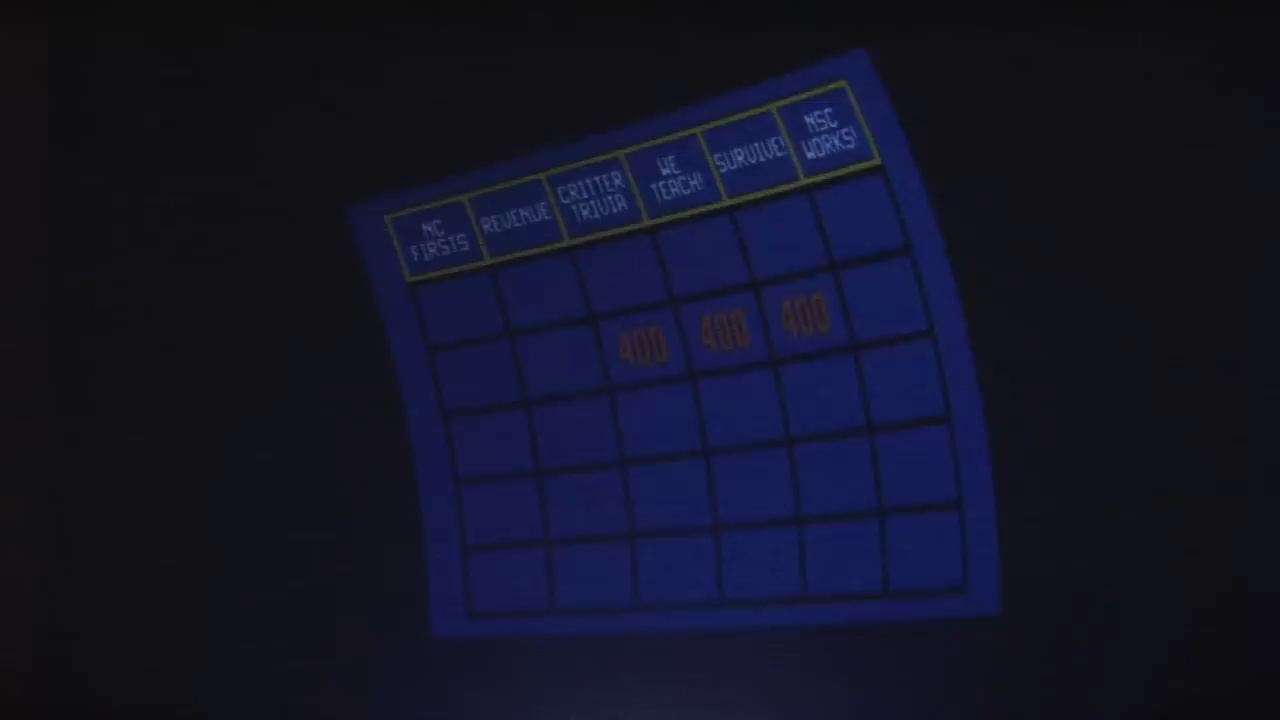 NC
FIRSTS
REVENUE
CRITTER
TRIVIA
WE
TEACH!
SURVIVE!
NSC
WORKS!
400 400 400